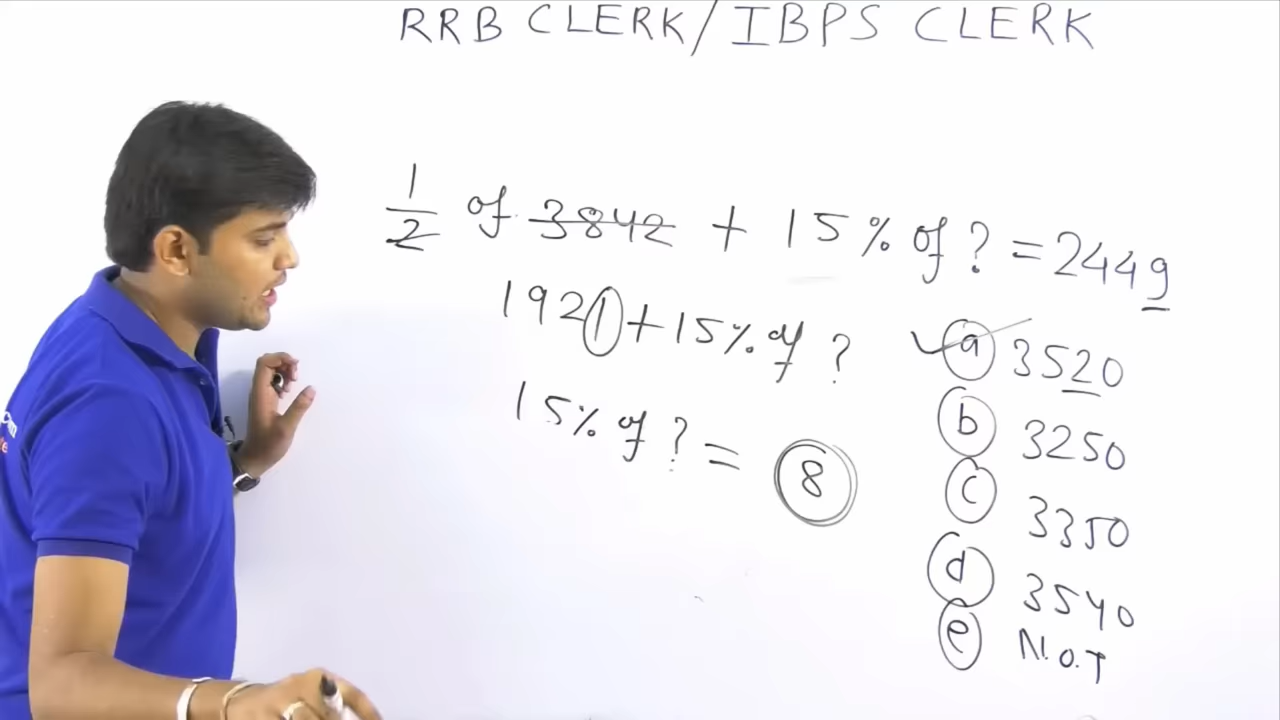 RRB CLERK/IBPS CLERK
1/2 of 3842 + 15% of ? = 2449
1921 + 15% of ?
15% of ? = 8
a 3520
b 3250
c 3350
d 3540
e N.O.T